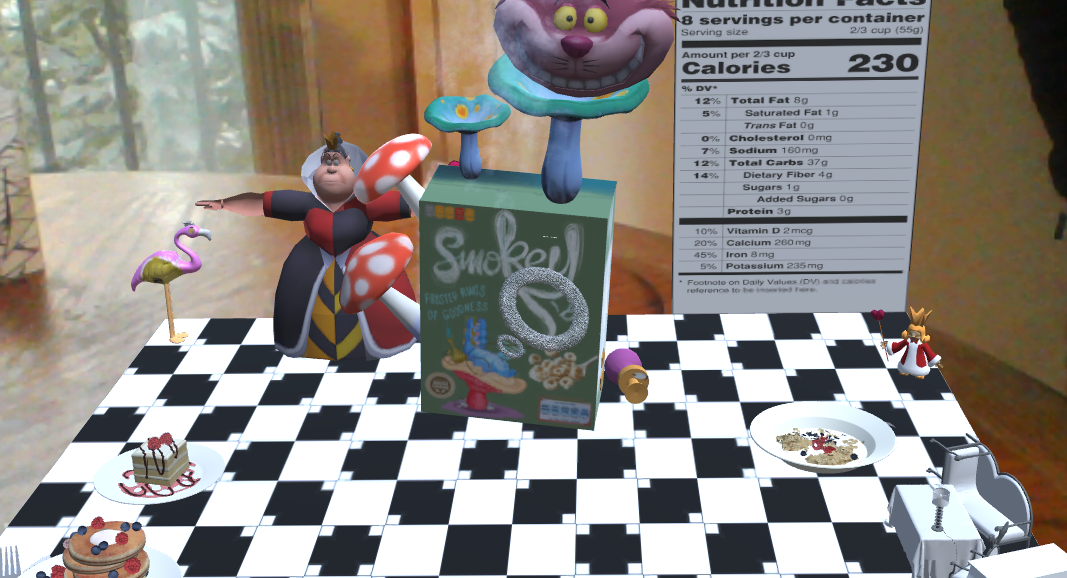 Nutrition Facts
8 servings per container
Serving size 2/3 cup (55g)
Amount per 2/3 cup
Calories 230
% DV*
12% Total Fat 8g
5% Saturated Fat 1g
Trans Fat 0g
0% Cholesterol 0mg
7% Sodium 160mg
12% Total Carbs 37g
14% Dietary Fiber 4g
Sugars 1g
Added Sugars 0g
Protein 3g
10% Vitamin D 2mcg
20% Calcium 260mg
45% Iron 8mg
5% Potassium 235mg
* Footnote on Daily Values (DV) and calories
reference to be inserted here.
Smokey
FROSTED RINGS
OF GOODNESS